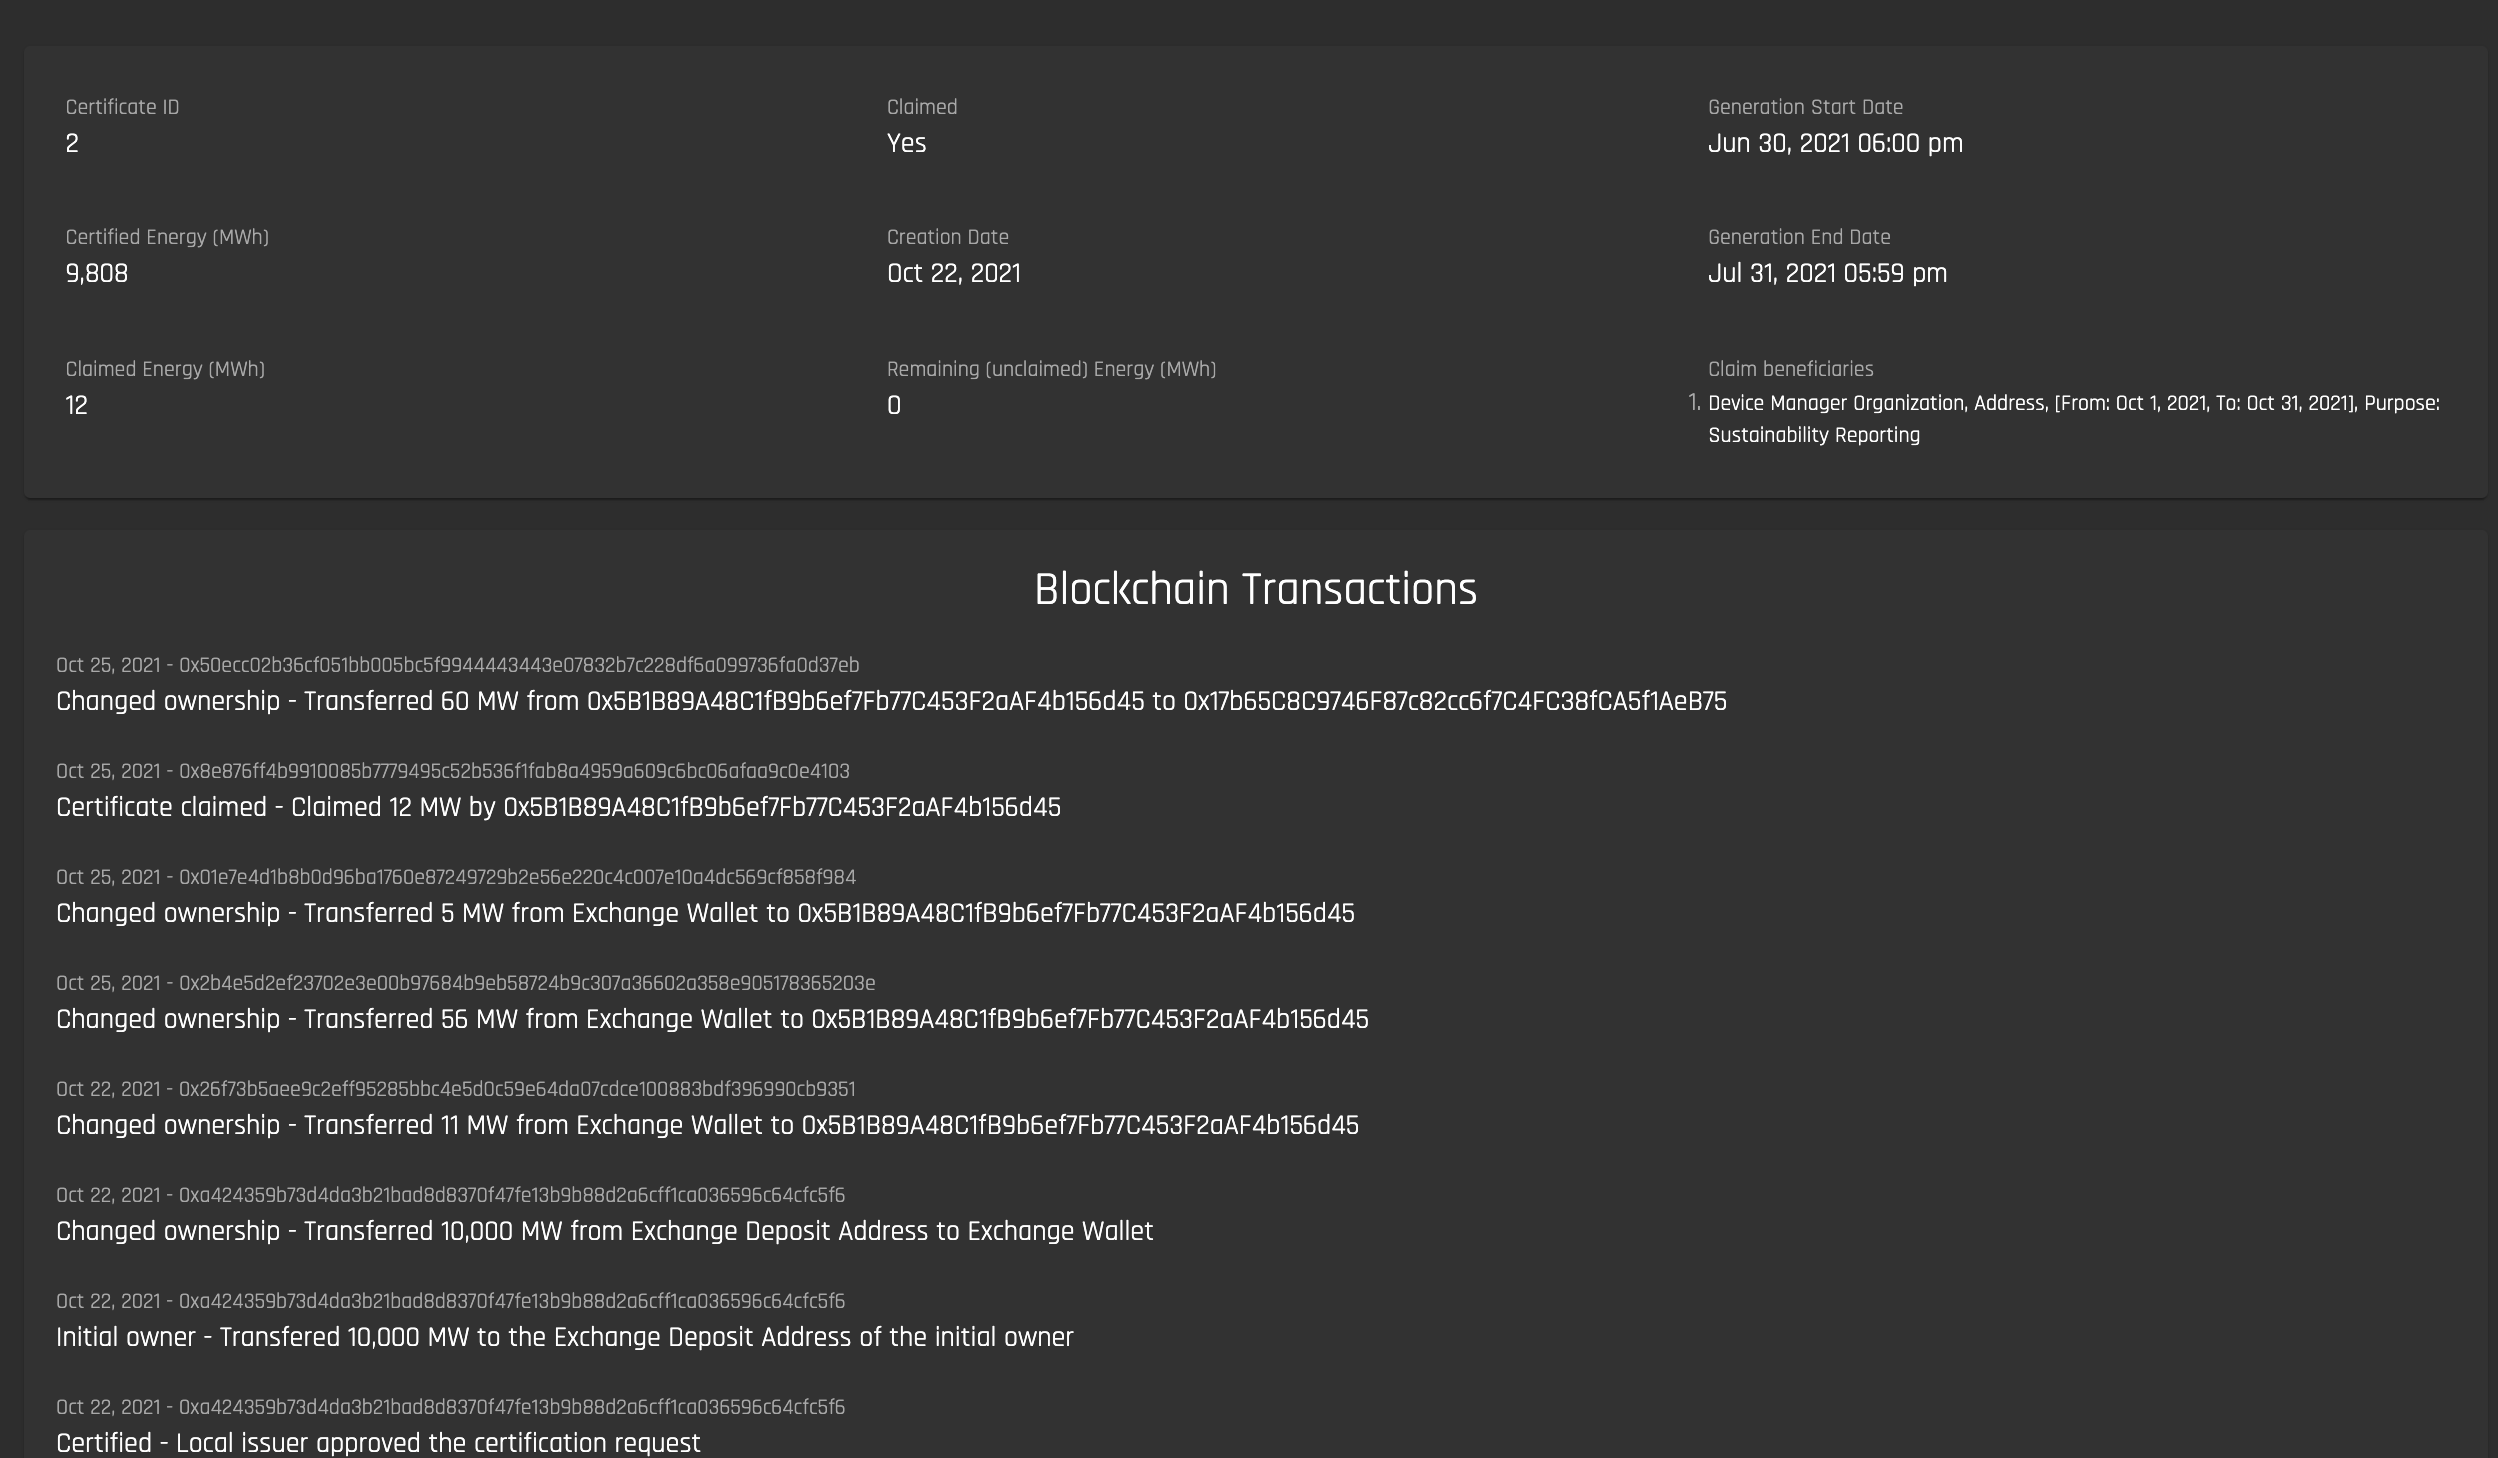 Certificate ID
2
Claimed
Yes
Generation Start Date
Jun 30, 2021 06:00 pm
Certified Energy (MWh)
9,808
Creation Date
Oct 22, 2021
Generation End Date
Jul 31, 2021 05:59 pm
Claimed Energy (MWh)
12
Remaining (unclaimed) Energy (MWh)
0
Claim beneficiaries
1. Device Manager Organization, Address, [From: Oct 1, 2021, To: Oct 31, 2021], Purpose:
Sustainability Reporting
Blockchain Transactions
Oct 25, 2021 - 0x50ecc02b36cf051bb005bc5f9944443443e07832b7c228df6a099736fa0d37eb
Changed ownership - Transferred 60 MW from 0x5B1B89A48C1fB9b6ef7Fb77C453F2aAF4b156d45 to 0x17b65C8C9746F87c82cc6f7C4FC38fCA5f1AeB75
Oct 25, 2021 - 0x8e876ff4b9910085b7779495c52b536f1fab8a4959a609c6bc06afaa9c0e4103
Certificate claimed - Claimed 12 MW by 0x5B1B89A48C1fB9b6ef7Fb77C453F2aAF4b156d45
Oct 25, 2021 - 0x01e7e4d1b8b0d96ba1760e87249729b2e56e220c4c007e10a4dc569cf858f984
Changed ownership - Transferred 5 MW from Exchange Wallet to 0x5B1B89A48C1fB9b6ef7Fb77C453F2aAF4b156d45
Oct 25, 2021 - 0x2b4e5d2ef23702e3e00b97684b9eb58724b9c307a36602a358e905178365203e
Changed ownership - Transferred 56 MW from Exchange Wallet to 0x5B1B89A48C1fB9b6ef7Fb77C453F2aAF4b156d45
Oct 22, 2021 - 0x26f73b5aee9c2eff95285bbc4e5d0c59e64da07cdce100883bdf396990cb9351
Changed ownership - Transferred 11 MW from Exchange Wallet to 0x5B1B89A48C1fB9b6ef7Fb77C453F2aAF4b156d45
Oct 22, 2021 - 0xa424359b73d4da3b21bad8d8370f47fe13b9b88d2a6cff1ca036596c64cfc5f6
Changed ownership - Transferred 10,000 MW from Exchange Deposit Address to Exchange Wallet
Oct 22, 2021 - 0xa424359b73d4da3b21bad8d8370f47fe13b9b88d2a6cff1ca036596c64cfc5f6
Initial owner - Transfered 10,000 MW to the Exchange Deposit Address of the initial owner
Oct 22, 2021 - 0xa424359b73d4da3b21bad8d8370f47fe13b9b88d2a6cff1ca036596c64cfc5f6
Certified - Local issuer approved the certification request